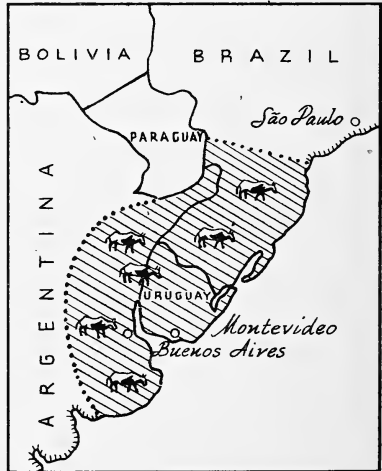 BOLIVIA
BRAZIL
São Paulo
PARAGUAY
ARGENTINA
URUGUAY
Montevideo
Buenos Aires